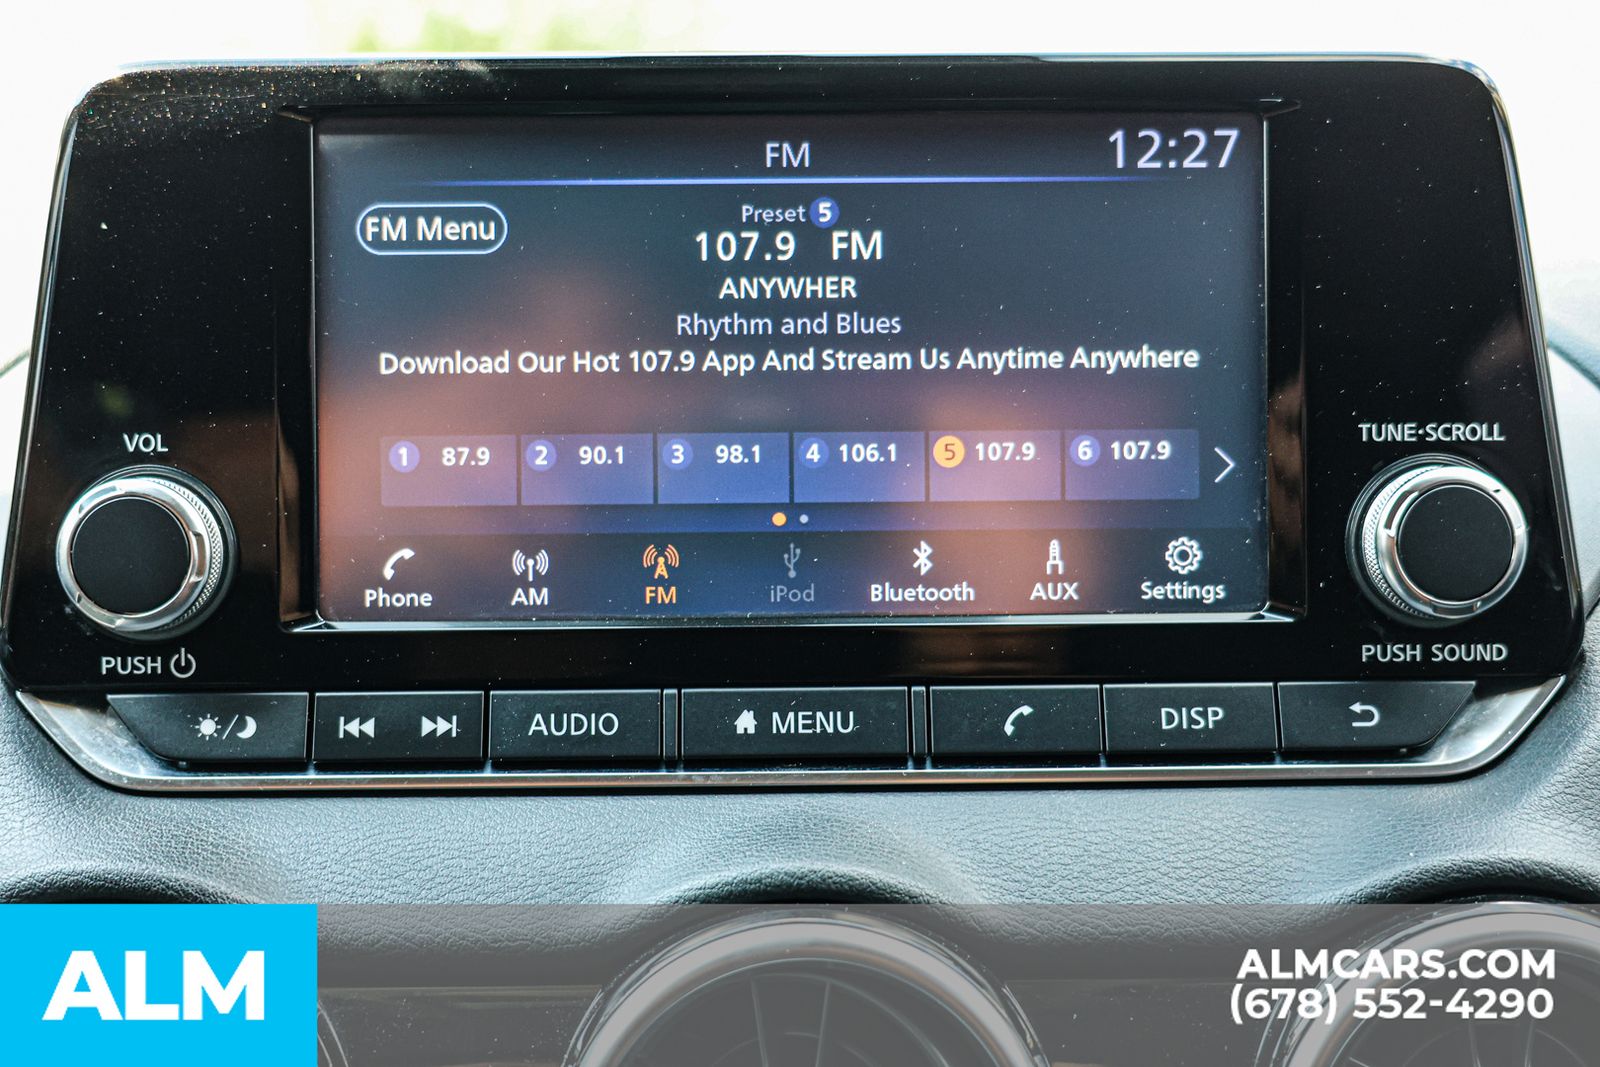 FM
12:27
FM Menu
Preset 5
107.9 FM
ANYWHER
Rhythm and Blues
Download Our Hot 107.9 App And Stream Us Anytime Anywhere
1 87.9
2 90.1
3 98.1
4 106.1
5 107.9
6 107.9
Phone
AM
FM
iPod
Bluetooth
AUX
Settings
VOL
PUSH
TUNE•SCROLL
PUSH SOUND
AUDIO
MENU
DISP
ALM
ALMCARS.COM
(678) 552-4290